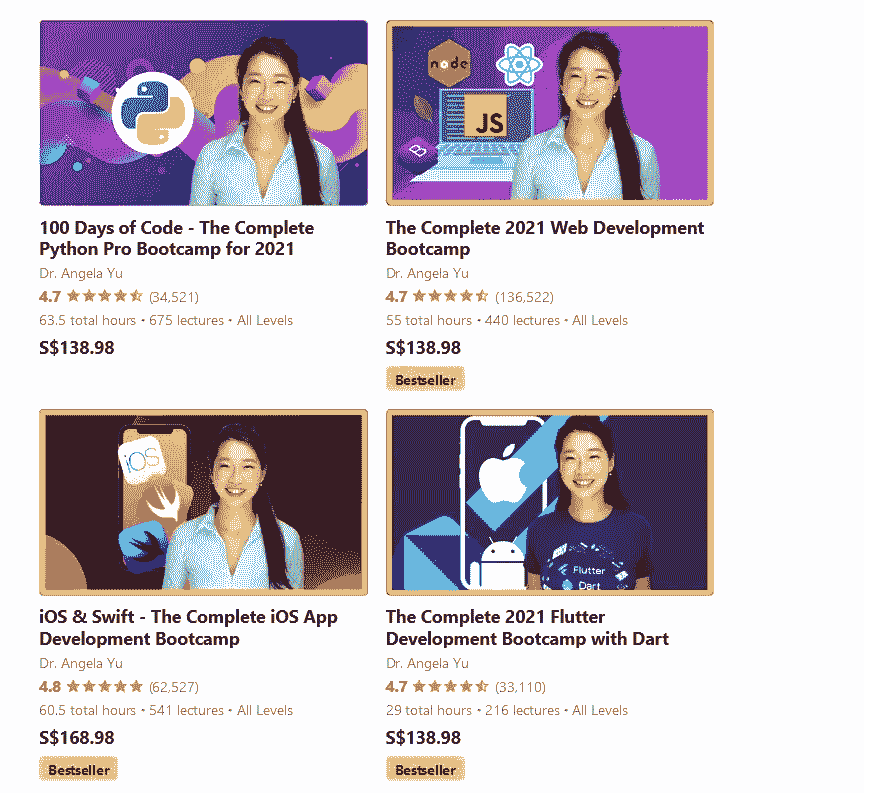 node
JS
100 Days of Code - The Complete
Python Pro Bootcamp for 2021
Dr. Angela Yu
4.7 (34,521)
63.5 total hours • 675 lectures • All Levels
S$138.98
The Complete 2021 Web Development
Bootcamp
Dr. Angela Yu
4.7 (136,522)
55 total hours • 440 lectures • All Levels
S$138.98
Bestseller
iOS
iOS & Swift - The Complete iOS App
Development Bootcamp
Dr. Angela Yu
4.8 (62,527)
60.5 total hours • 541 lectures • All Levels
S$168.98
Bestseller
Flutter
Dart
The Complete 2021 Flutter
Development Bootcamp with Dart
Dr. Angela Yu
4.7 (33,110)
29 total hours • 216 lectures • All Levels
S$138.98
Bestseller